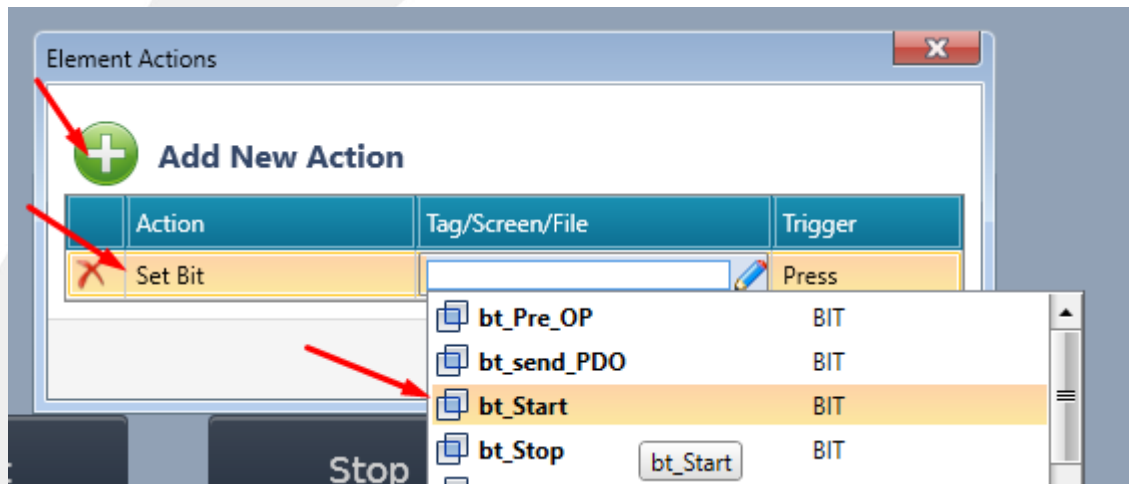 Element Actions
Add New Action
Action Tag/Screen/File Trigger
Set Bit Press
bt_Pre_OP BIT
bt_send_PDO BIT
bt_Start BIT
bt_Stop BIT
bt_Start
Stop